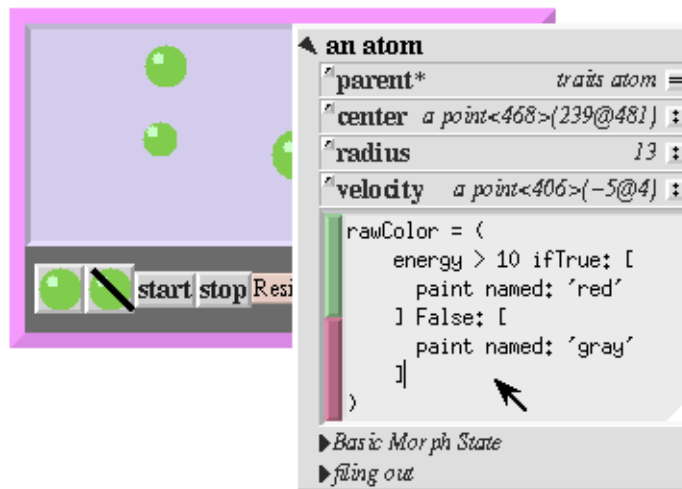 an atom
parent* traits atom =
center a point<468>(239@481) :
radius 13 :
velocity a point<406>(-5@4) :
rawColor = (
energy > 10 ifTrue: [
paint named: 'red'
] False: [
paint named: 'gray'
]
)
Basic Morph State
filing out
start stop Resi